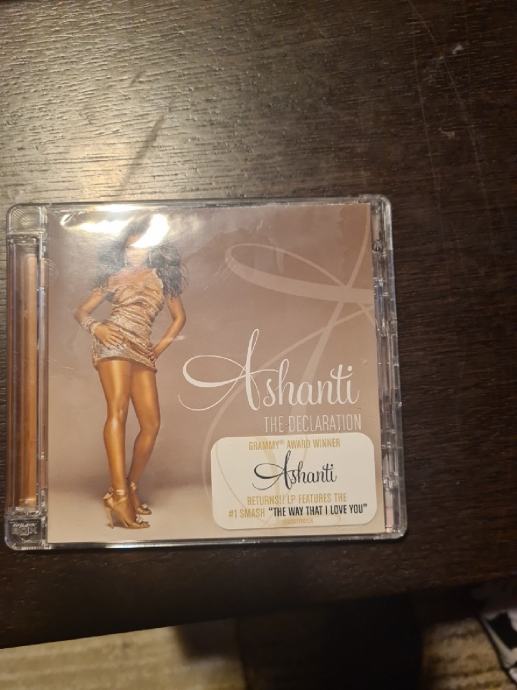 Ashanti
THE DECLARATION
GRAMMY® AWARD WINNER
Ashanti
RETURNS!! LP FEATURES THE
#1 SMASH "THE WAY THAT I LOVE YOU"